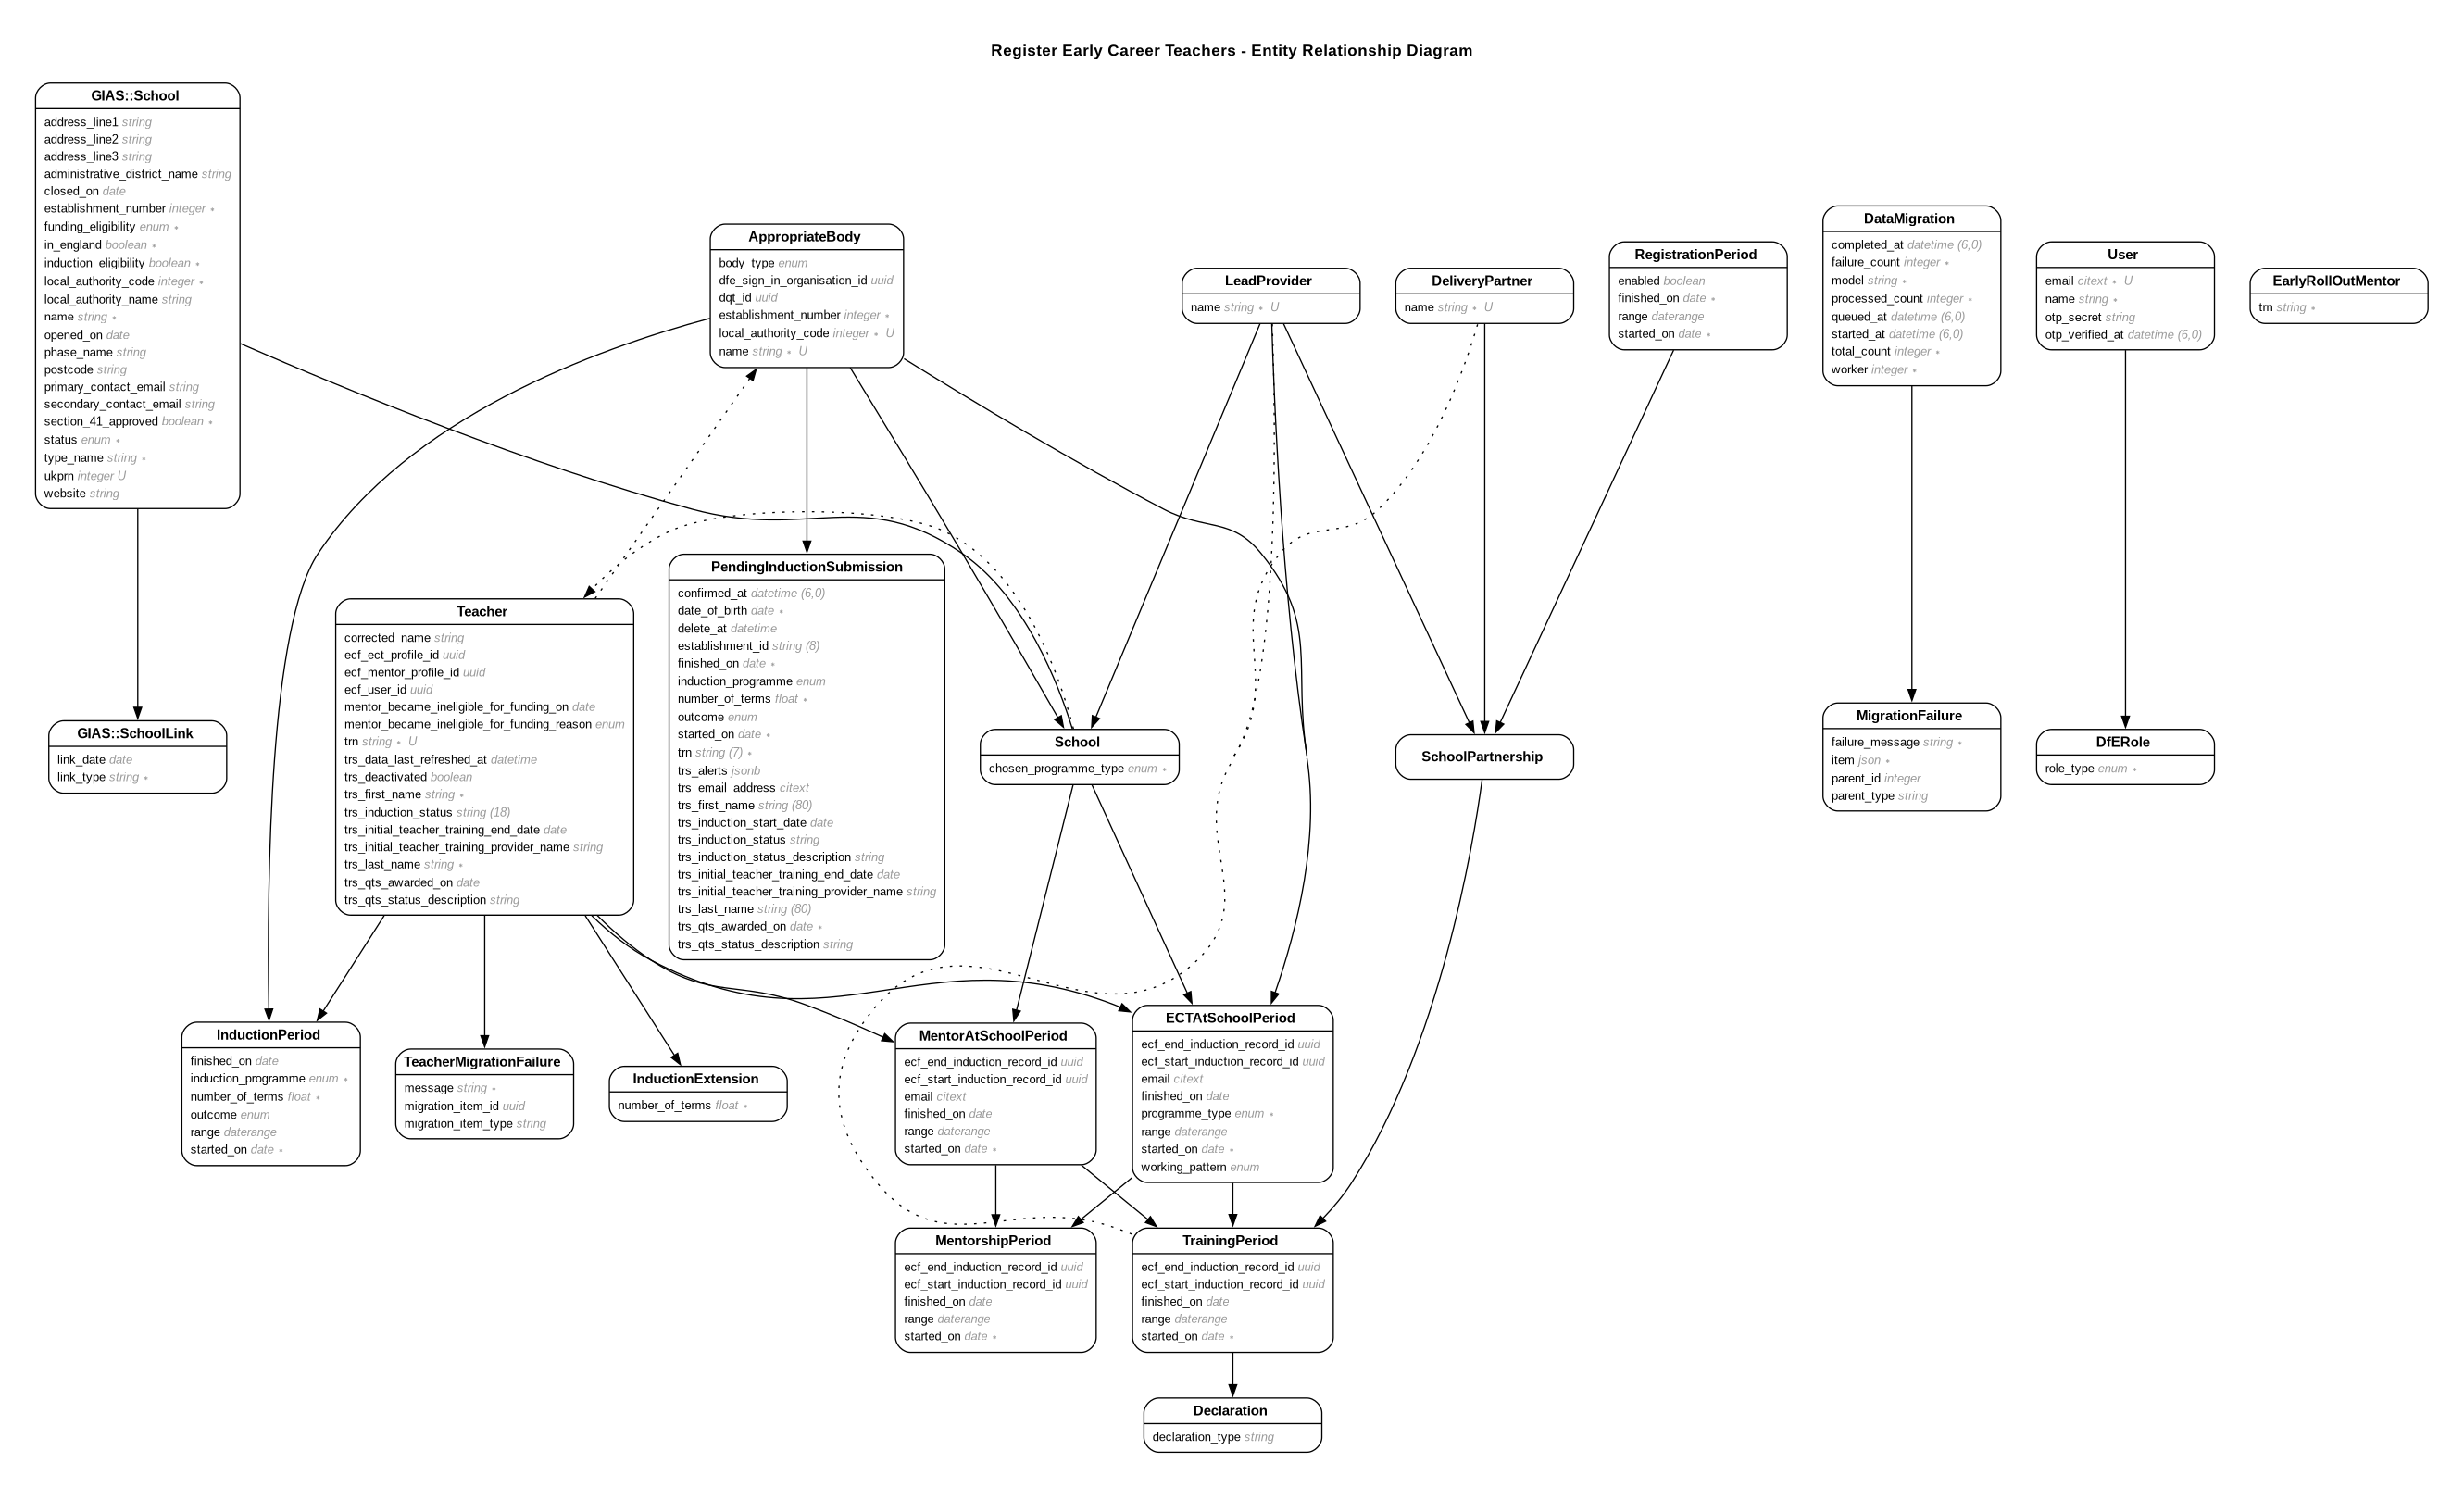 Register Early Career Teachers - Entity Relationship Diagram
GIAS::School
address_line1 string
address_line2 string
address_line3 string
administrative_district_name string
closed_on date
establishment_number integer ∗
funding_eligibility enum ∗
in_england boolean ∗
induction_eligibility boolean ∗
local_authority_code integer ∗
local_authority_name string
name string ∗
opened_on date
phase_name string
postcode string
primary_contact_email string
secondary_contact_email string
section_41_approved boolean ∗
status enum ∗
type_name string ∗
ukprn integer U
website string
AppropriateBody
body_type enum
dfe_sign_in_organisation_id uuid
dqt_id uuid
establishment_number integer ∗
local_authority_code integer ∗ U
name string ∗ U
LeadProvider
name string ∗ U
DeliveryPartner
name string ∗ U
RegistrationPeriod
enabled boolean
finished_on date ∗
range daterange
started_on date ∗
DataMigration
completed_at datetime (6,0)
failure_count integer ∗
model string ∗
processed_count integer ∗
queued_at datetime (6,0)
started_at datetime (6,0)
total_count integer ∗
worker integer ∗
User
email citext ∗ U
name string ∗
otp_secret string
otp_verified_at datetime (6,0)
EarlyRollOutMentor
trn string ∗
GIAS::SchoolLink
link_date date
link_type string ∗
Teacher
corrected_name string
ecf_ect_profile_id uuid
ecf_mentor_profile_id uuid
ecf_user_id uuid
mentor_became_ineligible_for_funding_on date
mentor_became_ineligible_for_funding_reason enum
trn string ∗ U
trs_data_last_refreshed_at datetime
trs_deactivated boolean
trs_first_name string ∗
trs_induction_status string (18)
trs_initial_teacher_training_end_date date
trs_initial_teacher_training_provider_name string
trs_last_name string ∗
trs_qts_awarded_on date
trs_qts_status_description string
PendingInductionSubmission
confirmed_at datetime (6,0)
date_of_birth date ∗
delete_at datetime
establishment_id string (8)
finished_on date ∗
induction_programme enum
number_of_terms float ∗
outcome enum
started_on date ∗
trn string (7) ∗
trs_alerts jsonb
trs_email_address citext
trs_first_name string (80)
trs_induction_start_date date
trs_induction_status string
trs_induction_status_description string
trs_initial_teacher_training_end_date date
trs_initial_teacher_training_provider_name string
trs_last_name string (80)
trs_qts_awarded_on date ∗
trs_qts_status_description string
School
chosen_programme_type enum ∗
SchoolPartnership
MigrationFailure
failure_message string ∗
item json ∗
parent_id integer
parent_type string
DfERole
role_type enum ∗
InductionPeriod
finished_on date
induction_programme enum ∗
number_of_terms float ∗
outcome enum
range daterange
started_on date ∗
TeacherMigrationFailure
message string ∗
migration_item_id uuid
migration_item_type string
InductionExtension
number_of_terms float ∗
MentorAtSchoolPeriod
ecf_end_induction_record_id uuid
ecf_start_induction_record_id uuid
email citext
finished_on date
range daterange
started_on date ∗
ECTAtSchoolPeriod
ecf_end_induction_record_id uuid
ecf_start_induction_record_id uuid
email citext
finished_on date
programme_type enum ∗
range daterange
started_on date ∗
working_pattern enum
MentorshipPeriod
ecf_end_induction_record_id uuid
ecf_start_induction_record_id uuid
finished_on date
range daterange
started_on date ∗
TrainingPeriod
ecf_end_induction_record_id uuid
ecf_start_induction_record_id uuid
finished_on date
range daterange
started_on date ∗
Declaration
declaration_type string